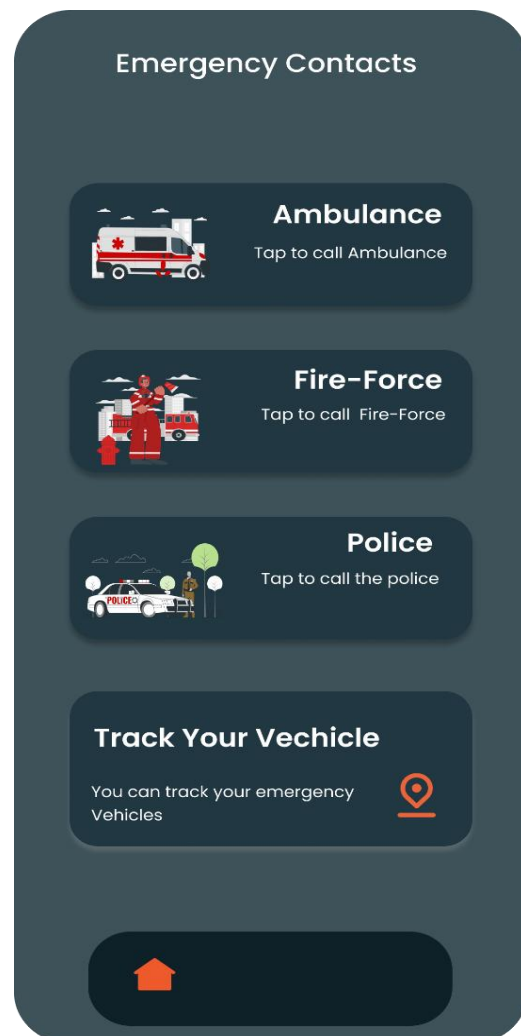 Emergency Contacts
Ambulance
Tap to call Ambulance
Fire-Force
Tap to call Fire-Force
Police
Tap to call the police
POLICE
Track Your Vechicle
You can track your emergency
Vehicles